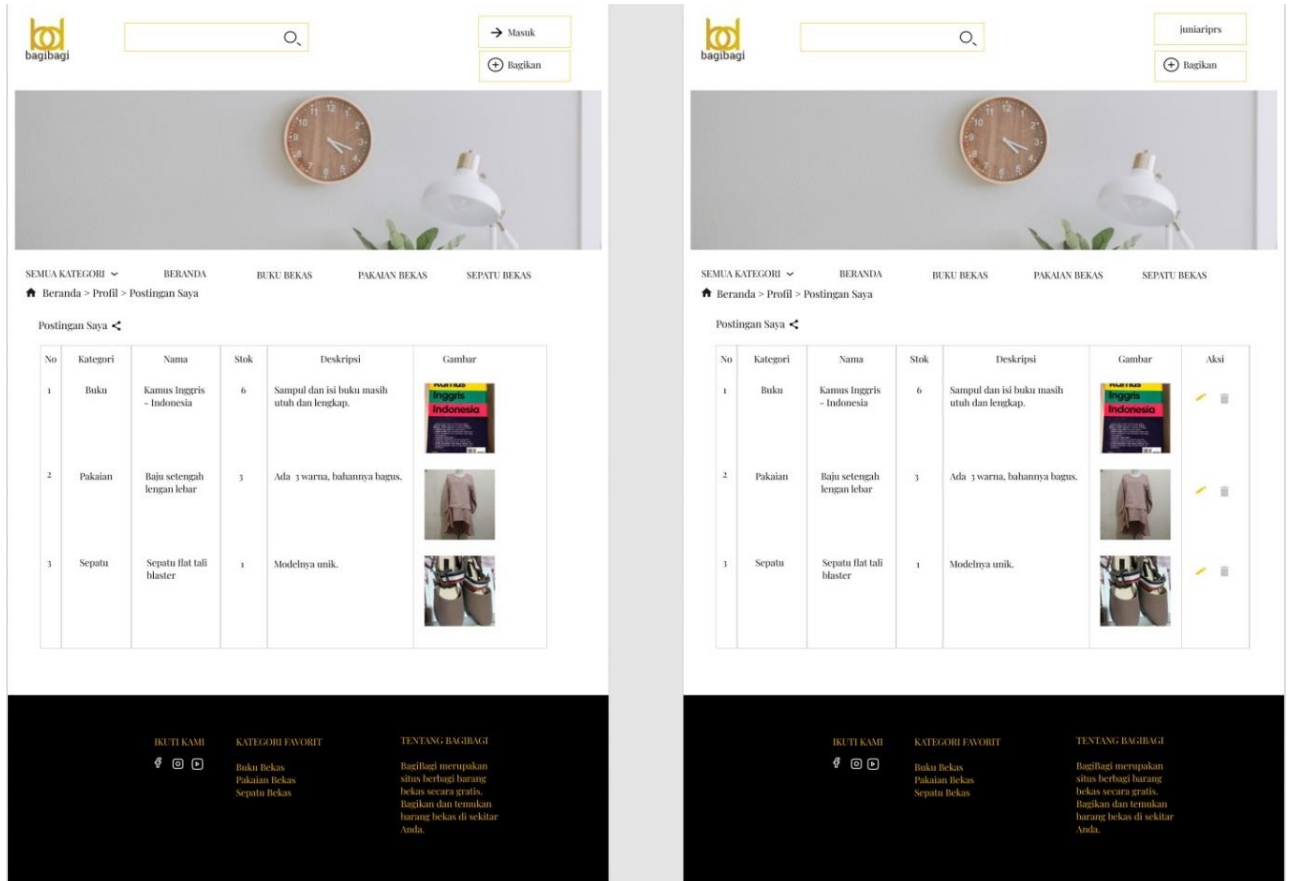 bagibagi
Masuk
Bagikan
SEMUA KATEGORI BERANDA BUKU BEKAS PAKAIAN BEKAS SEPATU BEKAS
Beranda > Profil > Postingan Saya
Postingan Saya
No Kategori Nama Stok Deskripsi Gambar
1 Buku Kamus Inggris 6 Sampul dan isi buku masih
- Indonesia utuh dan lengkap.
Kamus
Inggris
Indonesia
2 Pakaian Baju setengah 3 Ada 3 warna, bahannya bagus.
lengan lebar
3 Sepatu Sepatu flat tali 1 Modelnya unik.
blaster
IKUTI KAMI KATEGORI FAVORIT TENTANG BAGIBAGI
Buku Bekas BagiBagi merupakan
Pakaian Bekas situs berbagi barang
Sepatu Bekas bekas secara gratis.
Bagikan dan temukan
barang bekas di sekitar
Anda.
bagibagi
juniariprs
Bagikan
SEMUA KATEGORI BERANDA BUKU BEKAS PAKAIAN BEKAS SEPATU BEKAS
Beranda > Profil > Postingan Saya
Postingan Saya
No Kategori Nama Stok Deskripsi Gambar Aksi
1 Buku Kamus Inggris 6 Sampul dan isi buku masih
- Indonesia utuh dan lengkap.
Kamus
Inggris
Indonesia
2 Pakaian Baju setengah 3 Ada 3 warna, bahannya bagus.
lengan lebar
3 Sepatu Sepatu flat tali 1 Modelnya unik.
blaster
IKUTI KAMI KATEGORI FAVORIT TENTANG BAGIBAGI
Buku Bekas BagiBagi merupakan
Pakaian Bekas situs berbagi barang
Sepatu Bekas bekas secara gratis.
Bagikan dan temukan
barang bekas di sekitar
Anda.